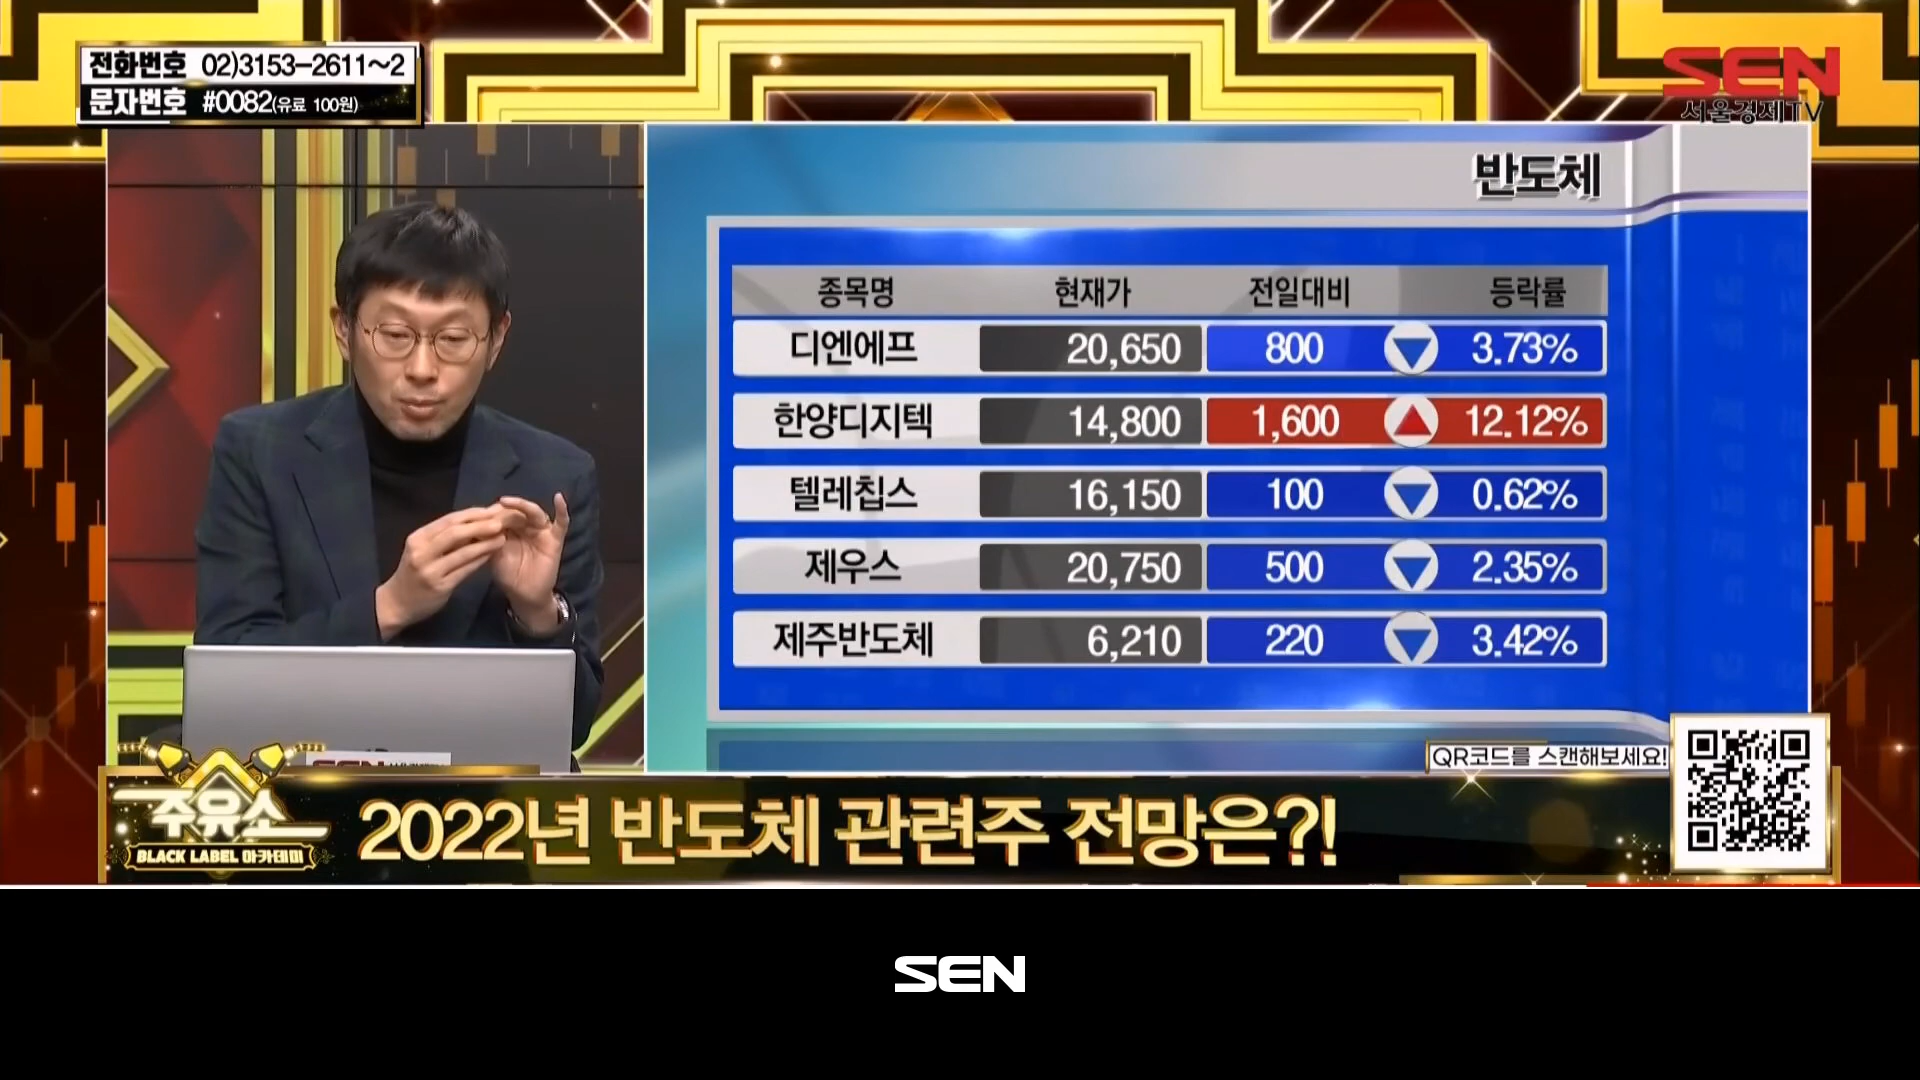 전화번호 02)3153-2611~2
문자번호 #0082(유료 100원)
SEN
서울경제TV
반도체
종목명 현재가 전일대비 등락률
디엔에프 20,650 800 ▼ 3.73%
한양디지텍 14,800 1,600 ▲ 12.12%
텔레칩스 16,150 100 ▼ 0.62%
제우스 20,750 500 ▼ 2.35%
제주반도체 6,210 220 ▼ 3.42%
QR코드를 스캔해보세요!
주유소
BLACK LABEL 아카데미
2022년 반도체 관련주 전망은?!
SEN